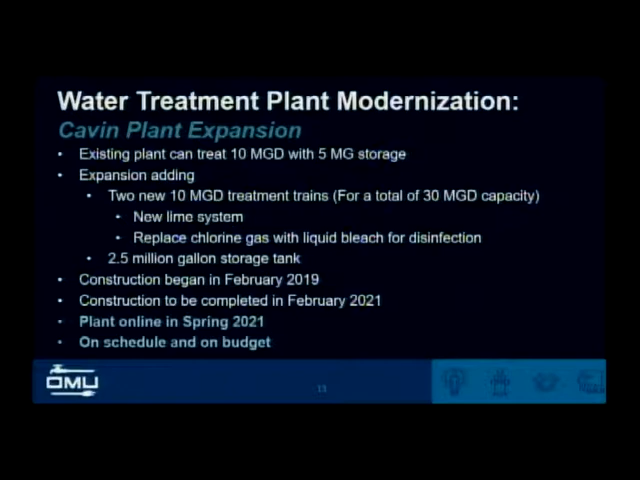 Water Treatment Plant Modernization:
Cavin Plant Expansion
• Existing plant can treat 10 MGD with 5 MG storage
• Expansion adding
• Two new 10 MGD treatment trains (For a total of 30 MGD capacity)
• New lime system
• Replace chlorine gas with liquid bleach for disinfection
• 2.5 million gallon storage tank
• Construction began in February 2019
• Construction to be completed in February 2021
• Plant online in Spring 2021
• On schedule and on budget
OMU
13